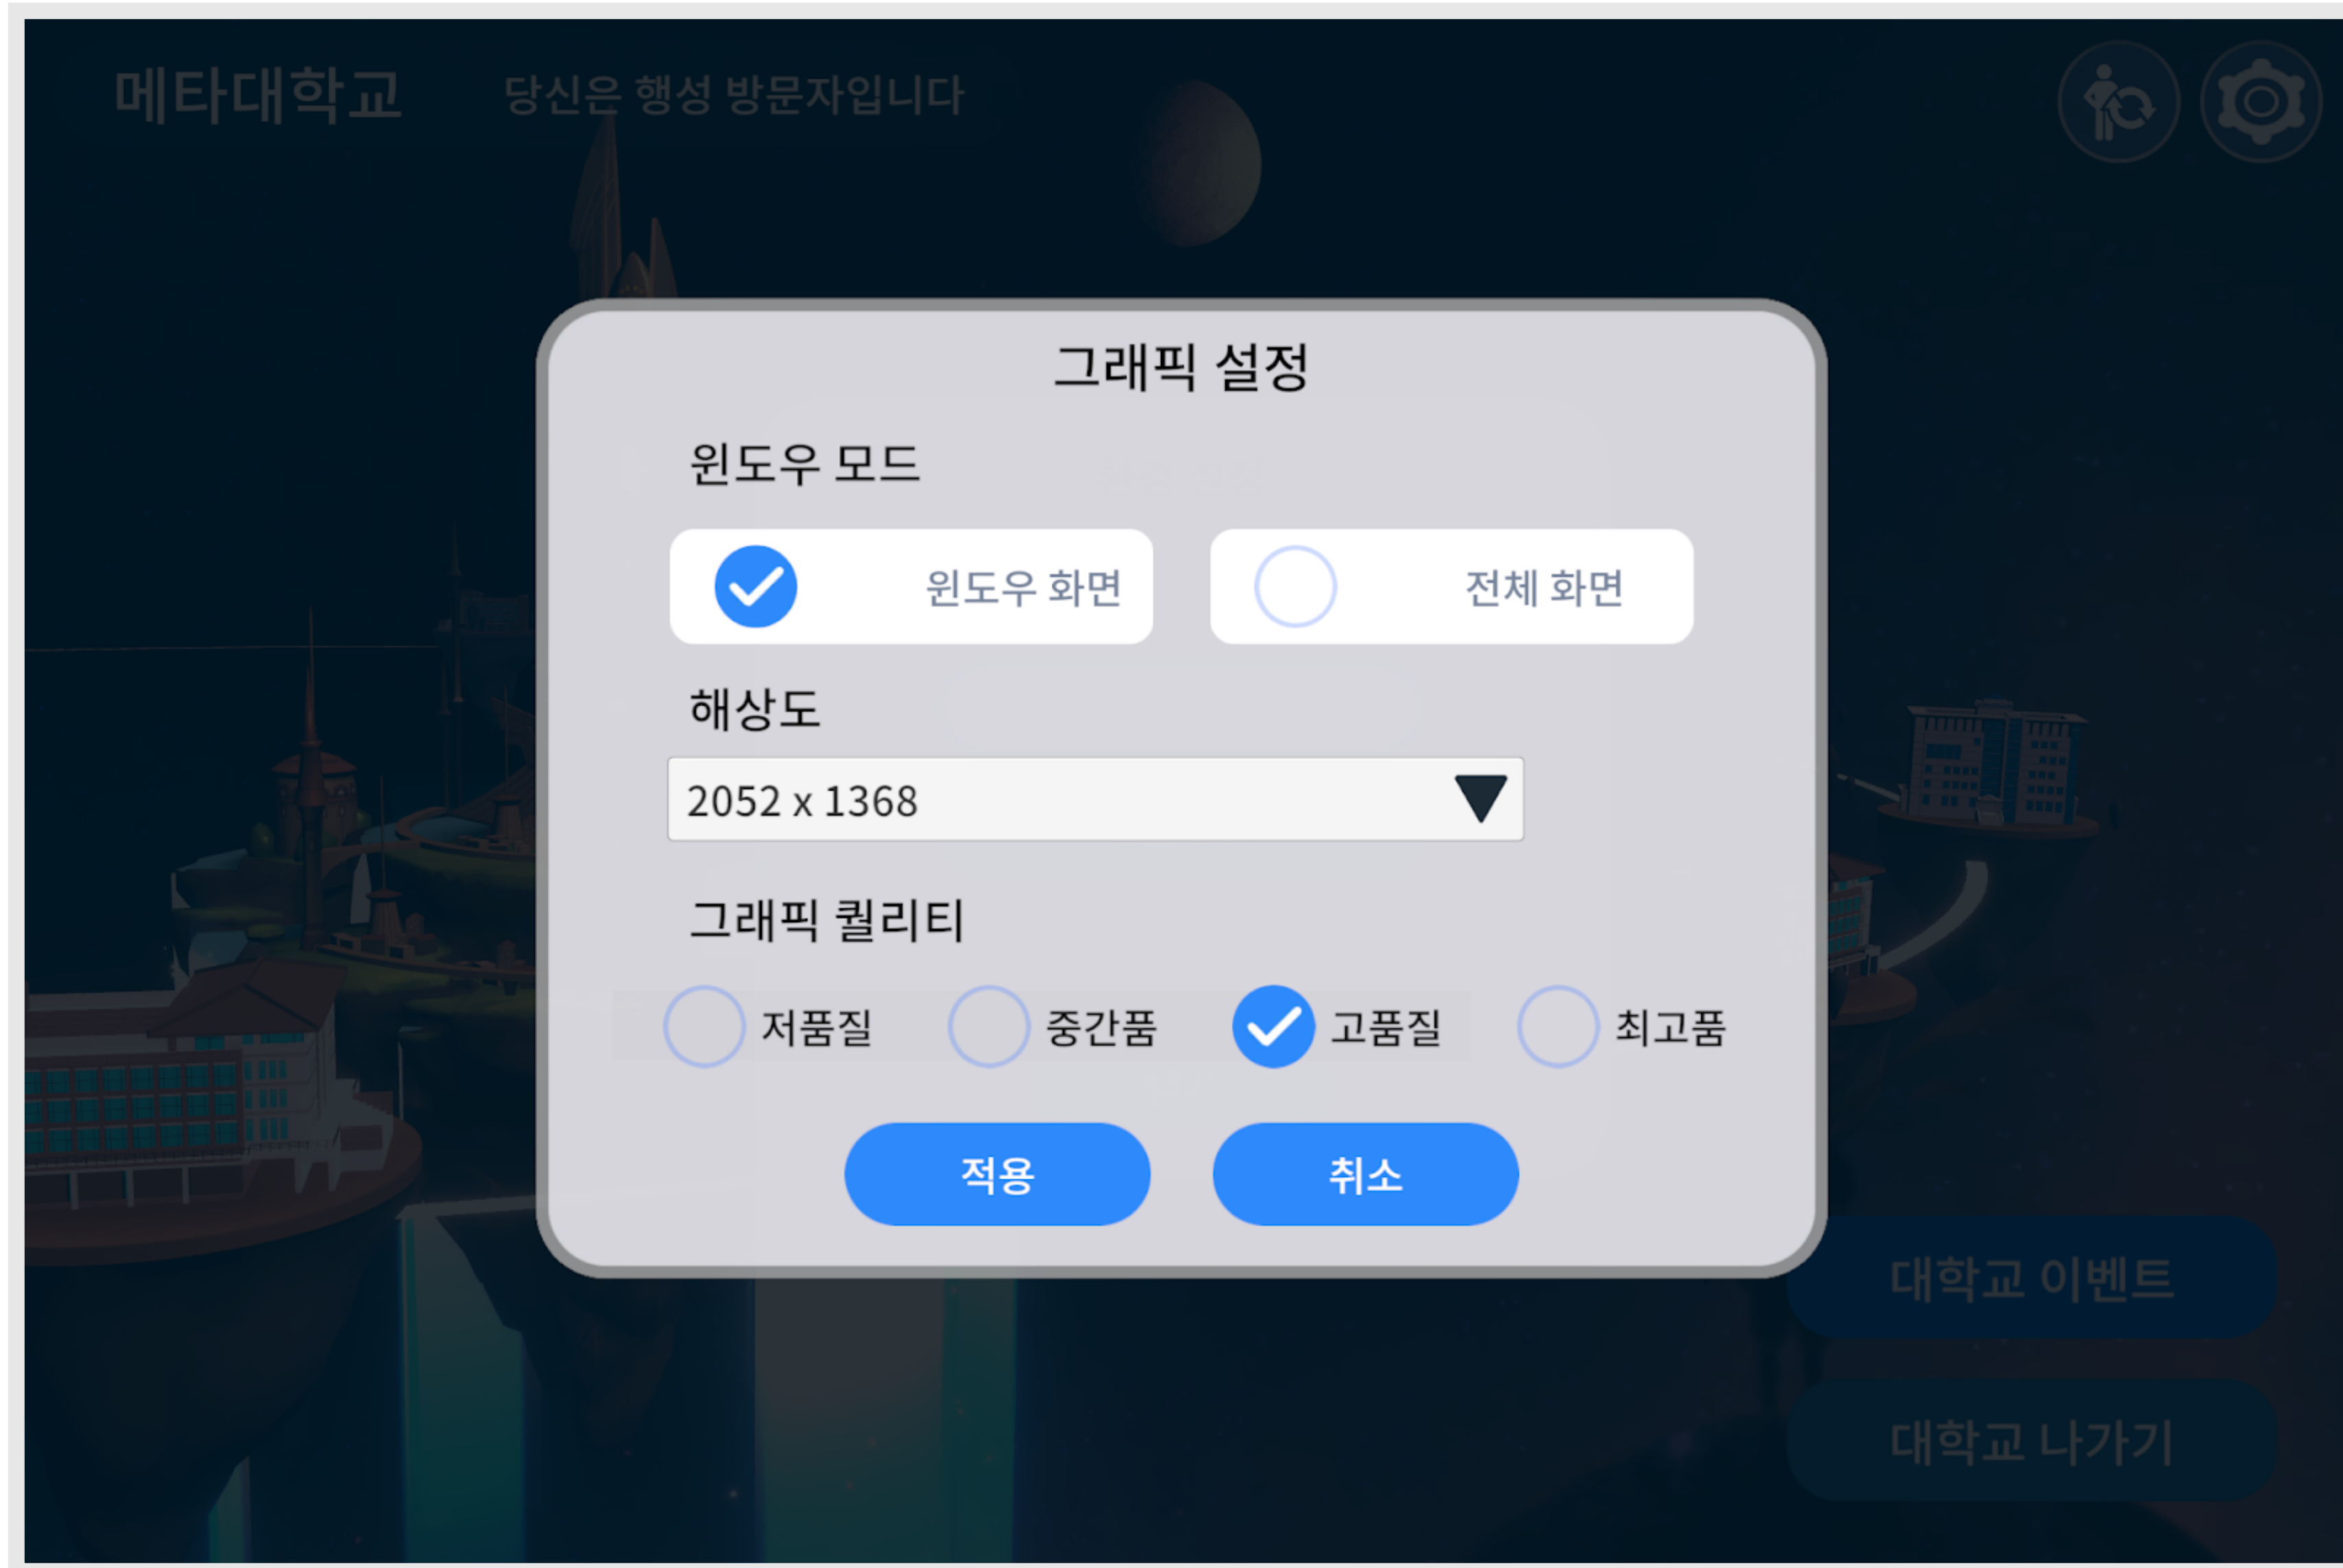 메타대학교 당신은 행성 방문자입니다
그래픽 설정
윈도우 모드
윈도우 화면 전체 화면
해상도
2052 x 1368
그래픽 퀄리티
저품질 중간품 고품질 최고품
적용 취소
대학교 이벤트
대학교 나가기